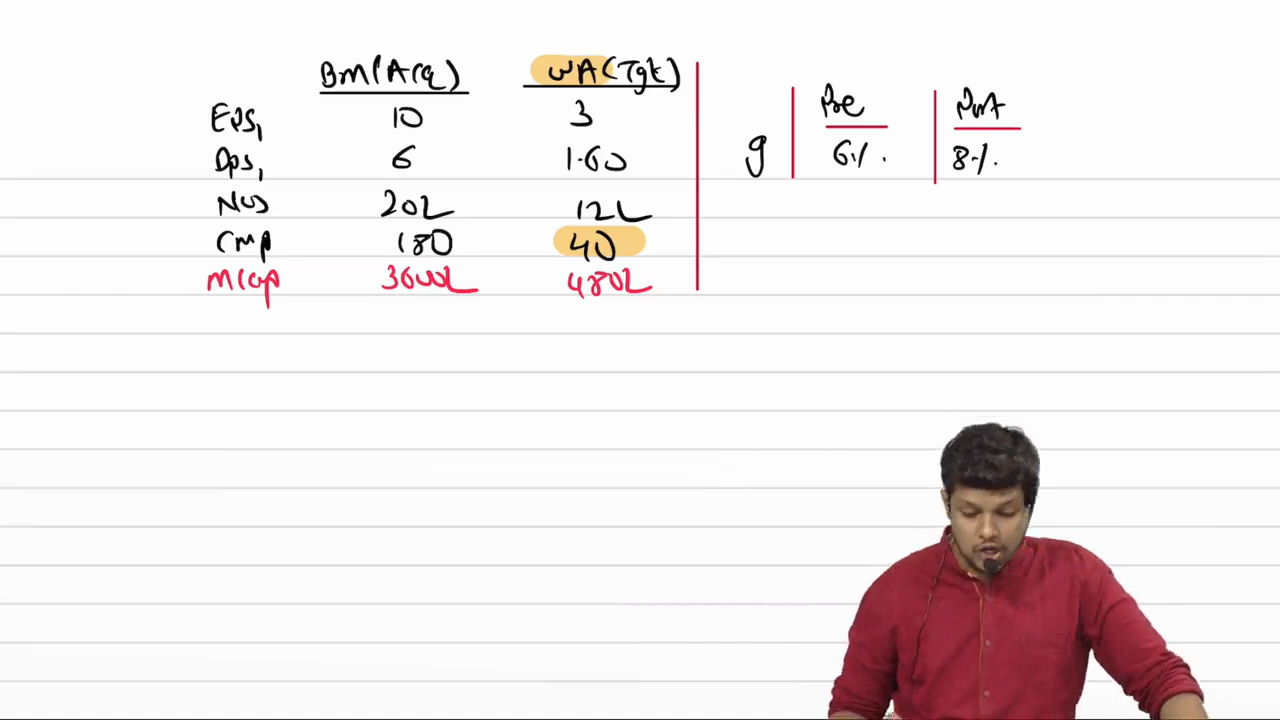 BM(Acq) WA(Tgt)
EPS₁ 10 3
Dps₁ 6 1.60
NOS 20L 12L
CMP 180 40
MCap 3600L 480L
Pre Post
g 6%. 8%.